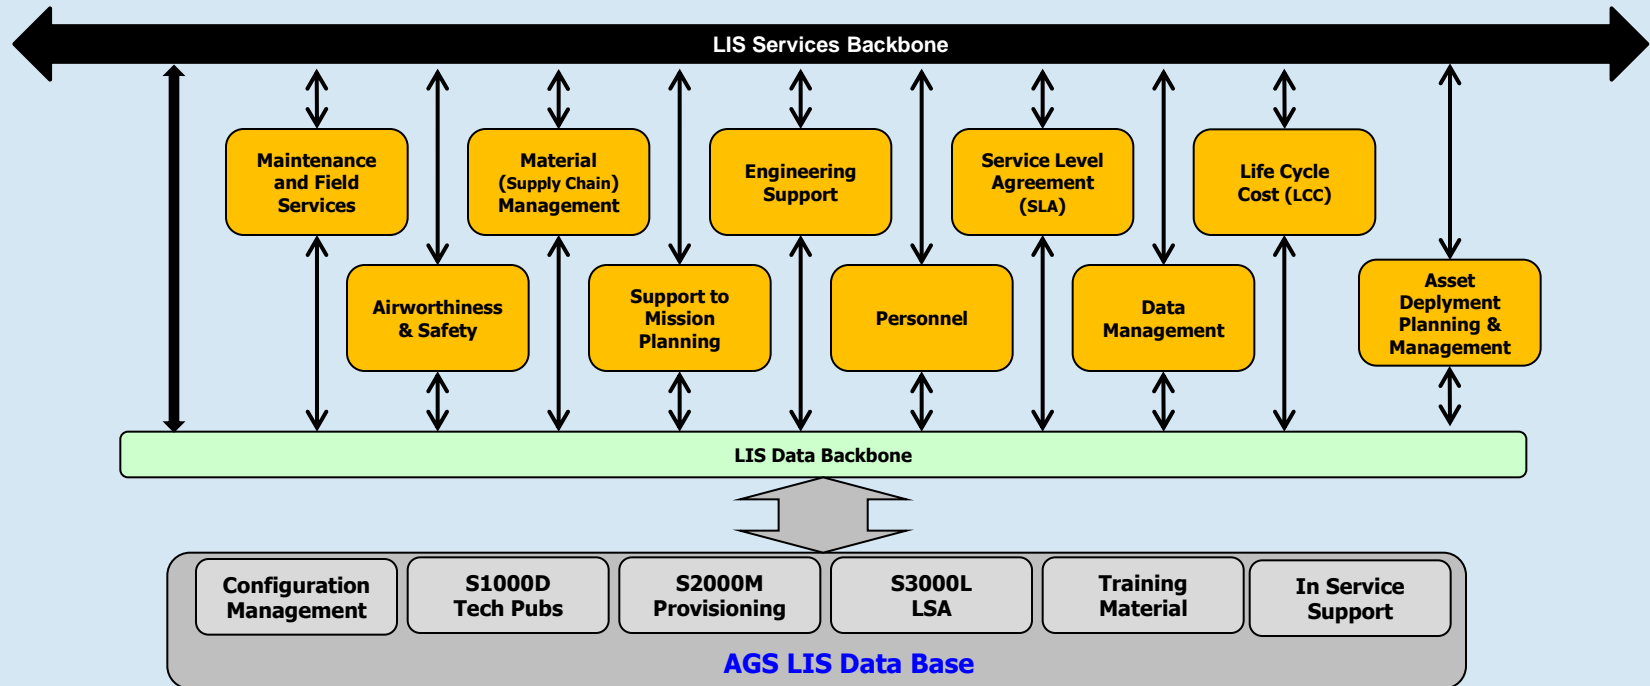 LIS Services Backbone
Maintenance
and Field
Services
Material
(Supply Chain)
Management
Engineering
Support
Service Level
Agreement
(SLA)
Life Cycle
Cost (LCC)
Airworthiness
& Safety
Support to
Mission
Planning
Personnel
Data
Management
Asset
Deplyment
Planning &
Management
LIS Data Backbone
Configuration
Management
S1000D
Tech Pubs
S2000M
Provisioning
S3000L
LSA
Training
Material
In Service
Support
AGS LIS Data Base